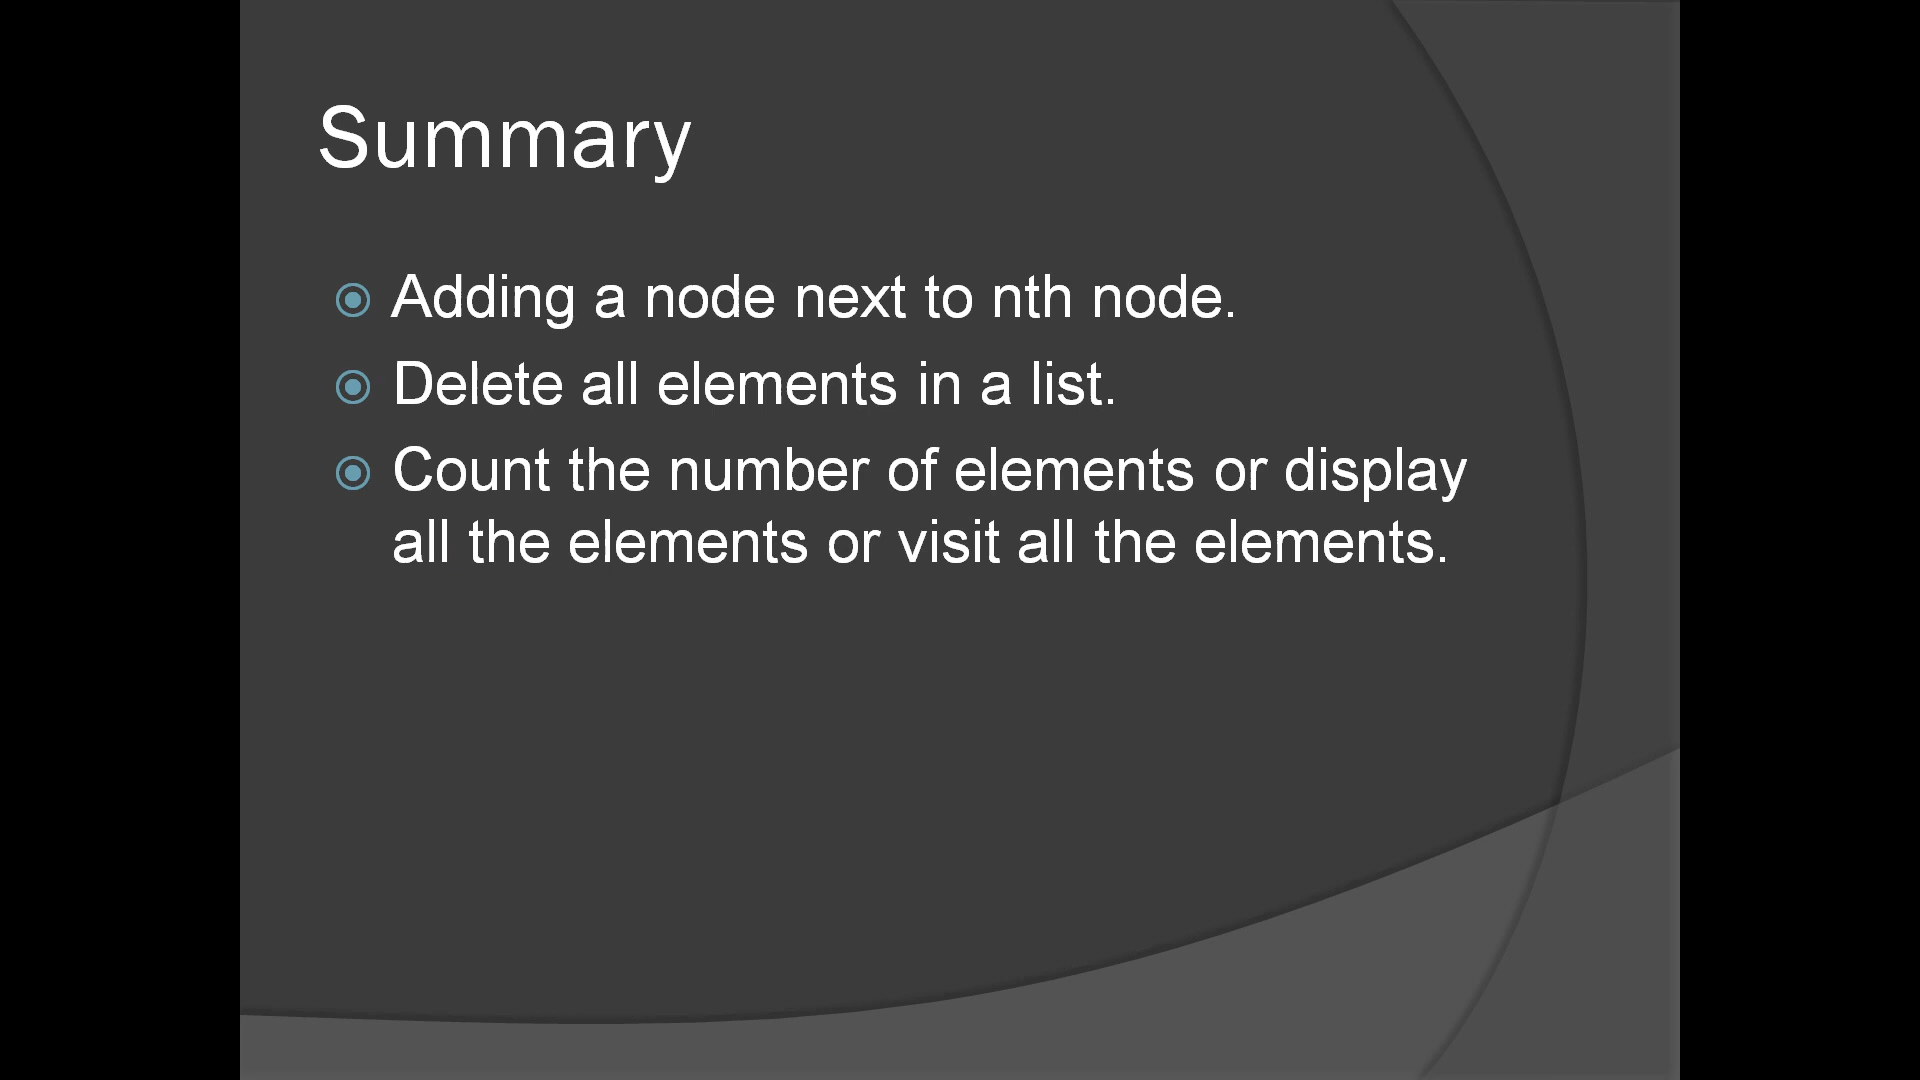 Summary
Adding a node next to nth node.
Delete all elements in a list.
Count the number of elements or display
all the elements or visit all the elements.